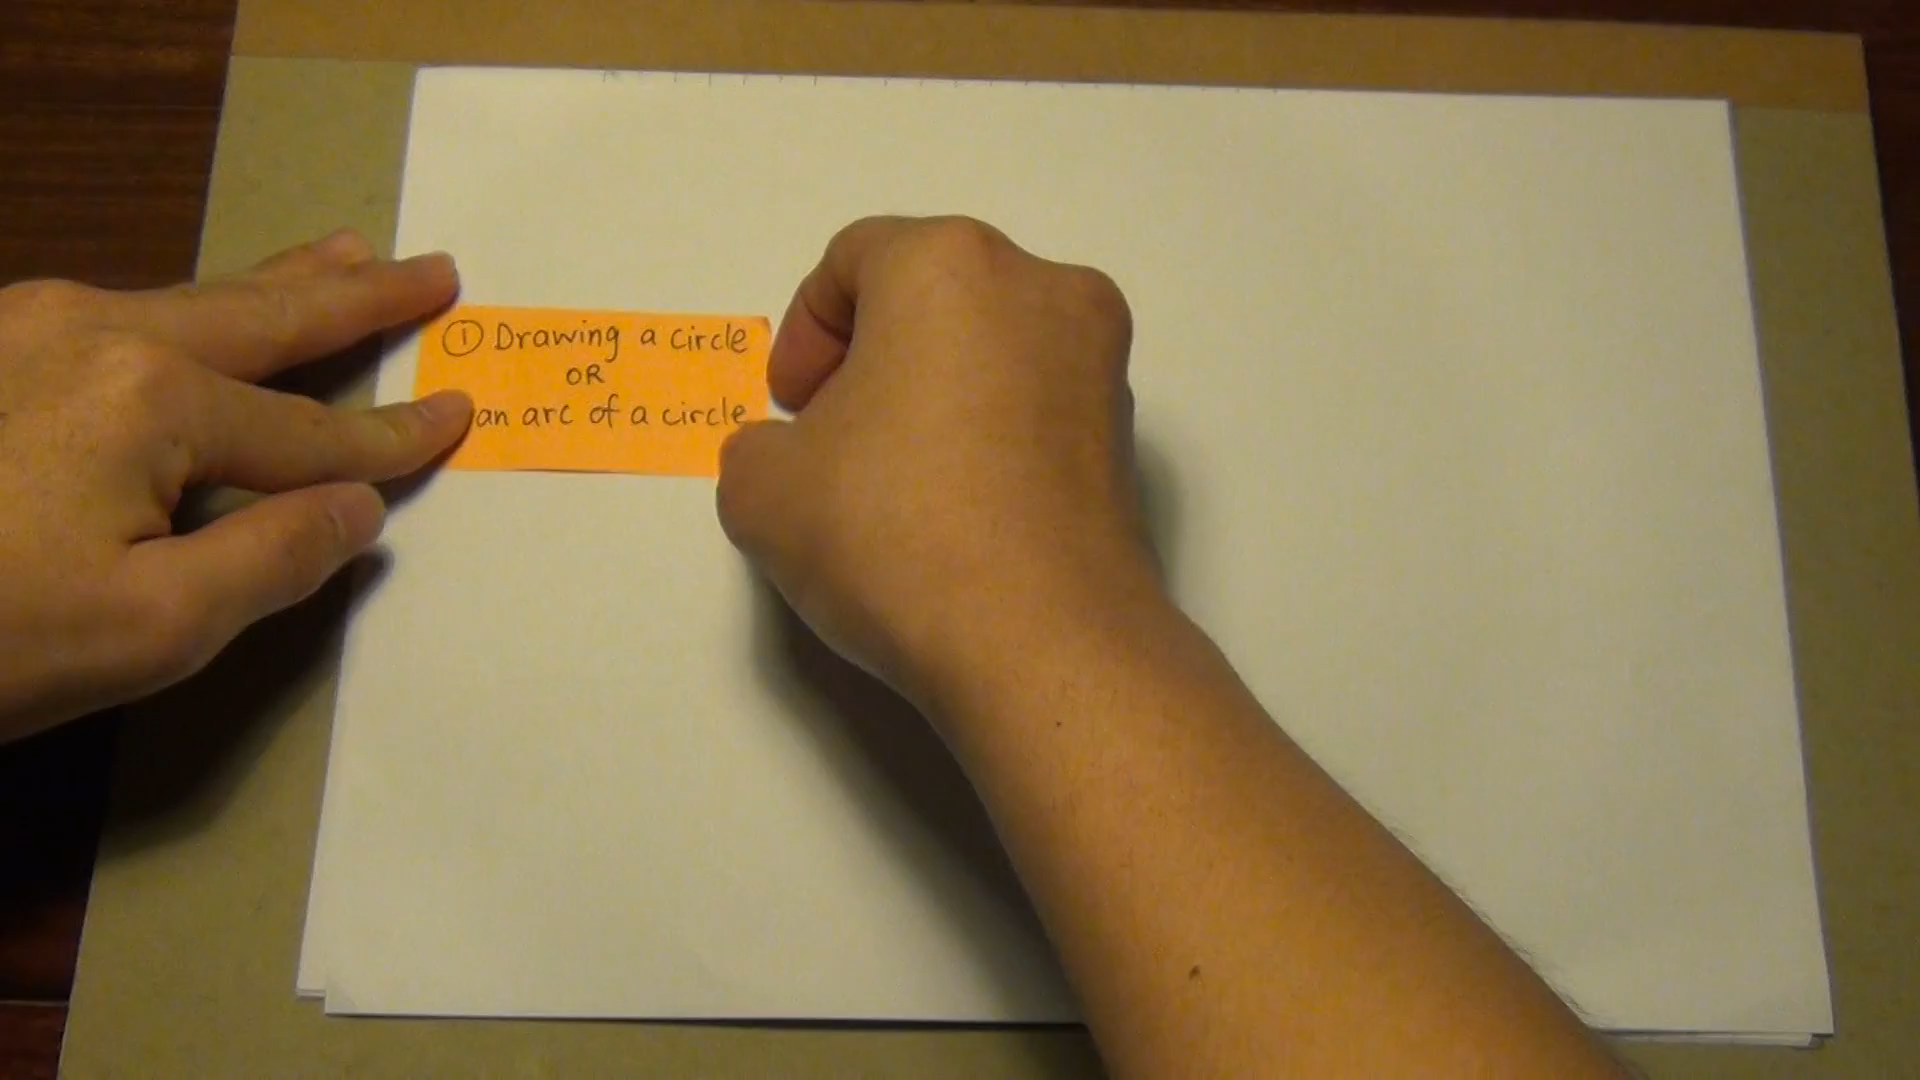 ① Drawing a circle
OR
an arc of a circle